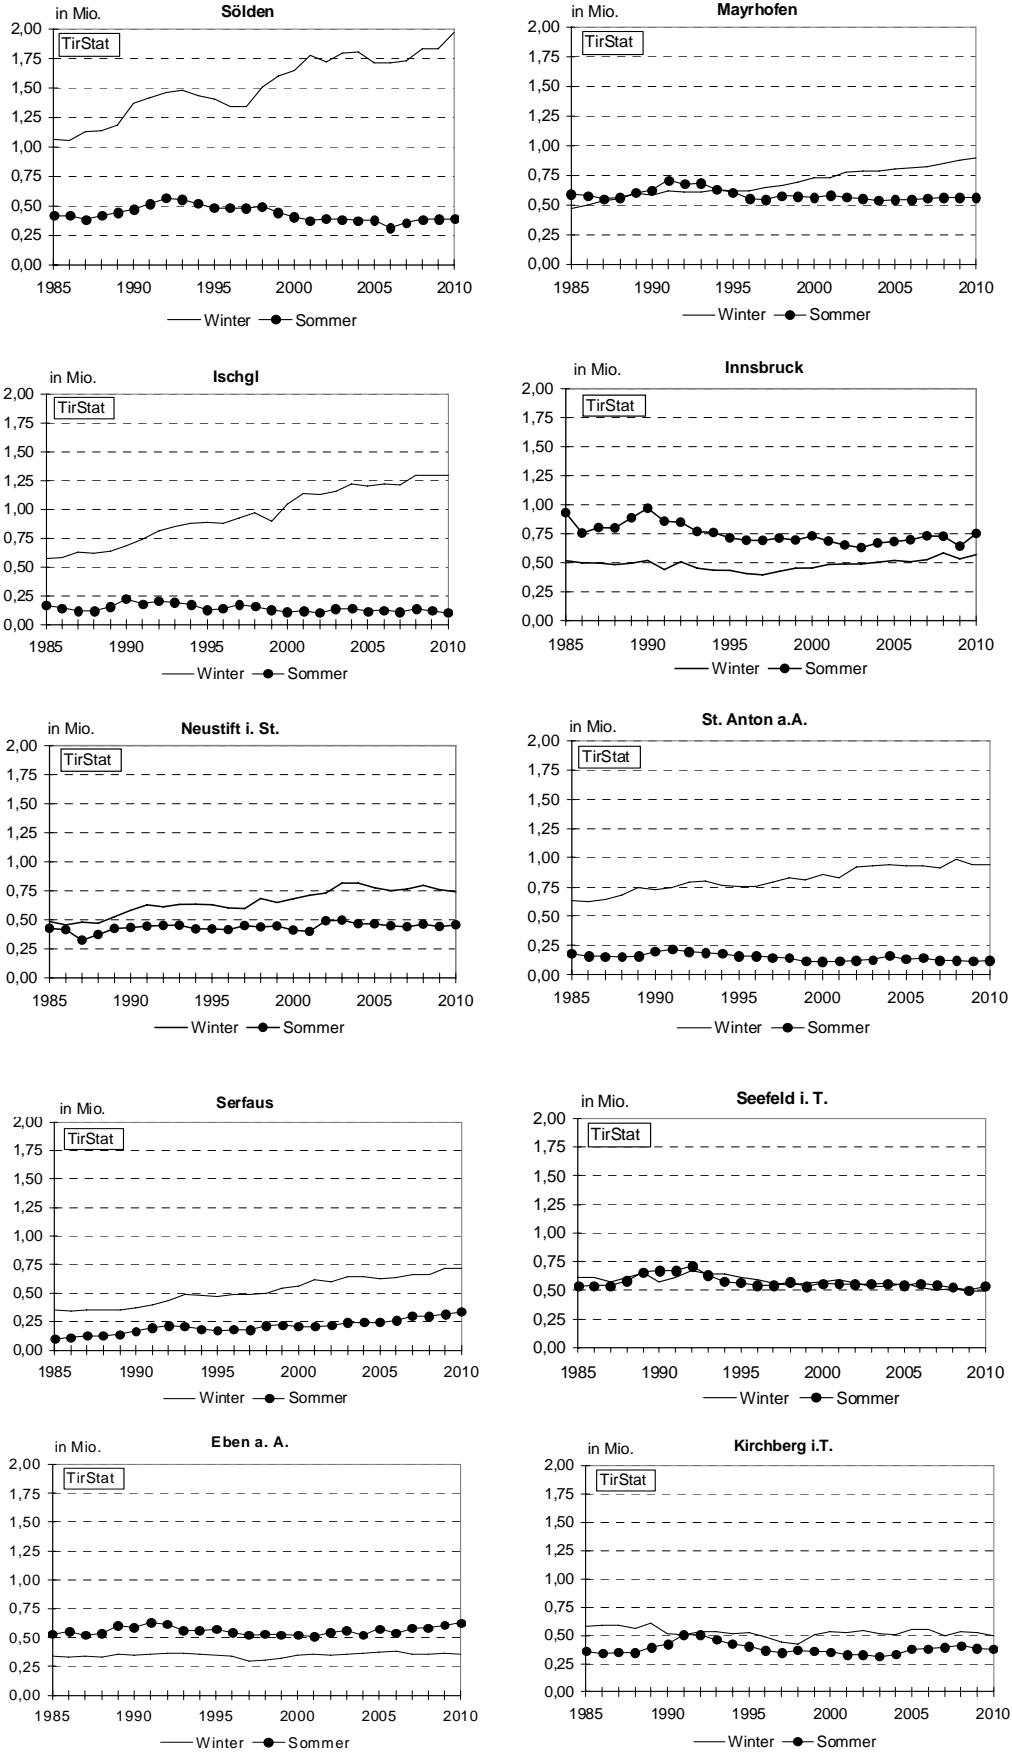 in Mio.
Sölden
TirStat
2,00
1,75
1,50
1,25
1,00
0,75
0,50
0,25
0,00
1985 1990 1995 2000 2005 2010
Winter Sommer
in Mio.
Mayrhofen
TirStat
2,00
1,75
1,50
1,25
1,00
0,75
0,50
0,25
0,00
1985 1990 1995 2000 2005 2010
Winter Sommer
in Mio.
Ischgl
TirStat
2,00
1,75
1,50
1,25
1,00
0,75
0,50
0,25
0,00
1985 1990 1995 2000 2005 2010
Winter Sommer
in Mio.
Innsbruck
TirStat
2,00
1,75
1,50
1,25
1,00
0,75
0,50
0,25
0,00
1985 1990 1995 2000 2005 2010
Winter Sommer
in Mio.
Neustift i. St.
TirStat
2,00
1,75
1,50
1,25
1,00
0,75
0,50
0,25
0,00
1985 1990 1995 2000 2005 2010
Winter Sommer
in Mio.
St. Anton a.A.
TirStat
2,00
1,75
1,50
1,25
1,00
0,75
0,50
0,25
0,00
1985 1990 1995 2000 2005 2010
Winter Sommer
in Mio.
Serfaus
TirStat
2,00
1,75
1,50
1,25
1,00
0,75
0,50
0,25
0,00
1985 1990 1995 2000 2005 2010
Winter Sommer
in Mio.
Seefeld i. T.
TirStat
2,00
1,75
1,50
1,25
1,00
0,75
0,50
0,25
0,00
1985 1990 1995 2000 2005 2010
Winter Sommer
in Mio.
Eben a. A.
TirStat
2,00
1,75
1,50
1,25
1,00
0,75
0,50
0,25
0,00
1985 1990 1995 2000 2005 2010
Winter Sommer
in Mio.
Kirchberg i.T.
TirStat
2,00
1,75
1,50
1,25
1,00
0,75
0,50
0,25
0,00
1985 1990 1995 2000 2005 2010
Winter Sommer